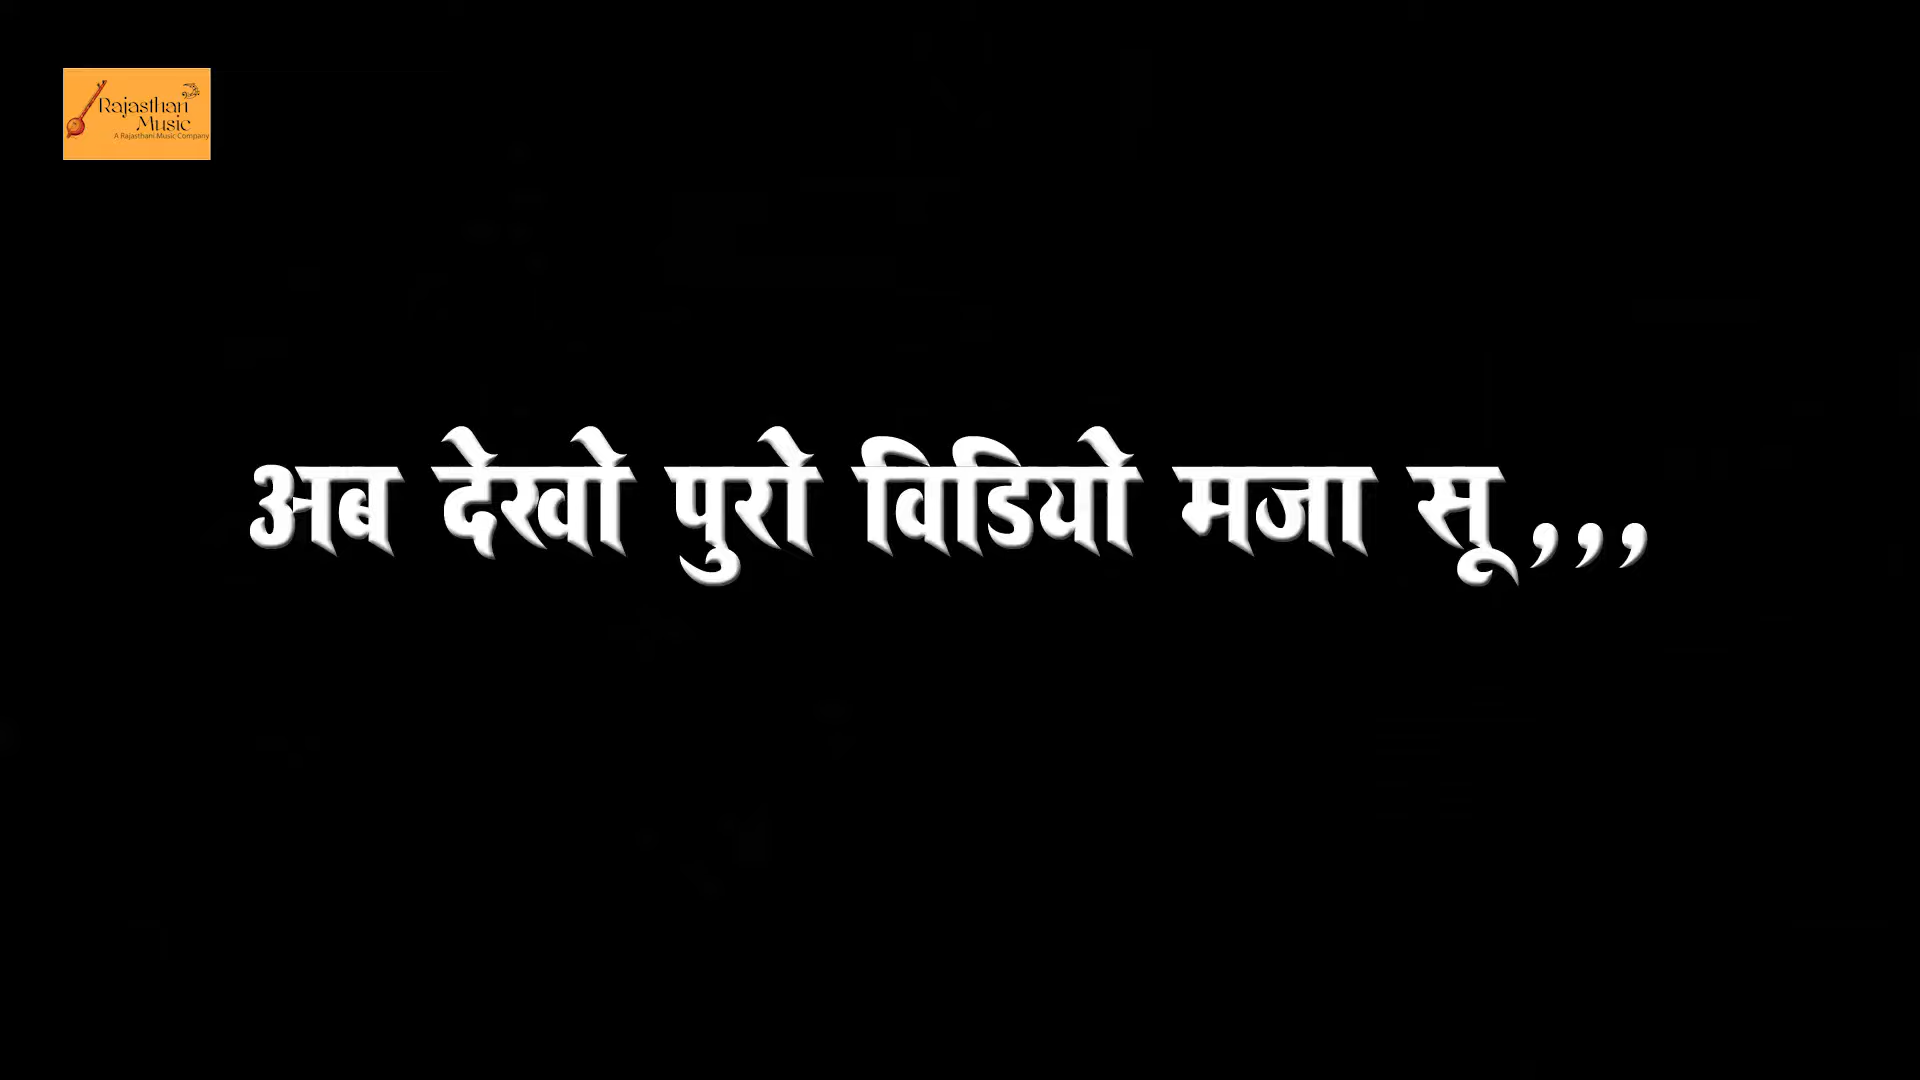 Rajasthan
Music
A Rajasthani Music Company
अब देखो पुरो विडियो मजा सू,,,